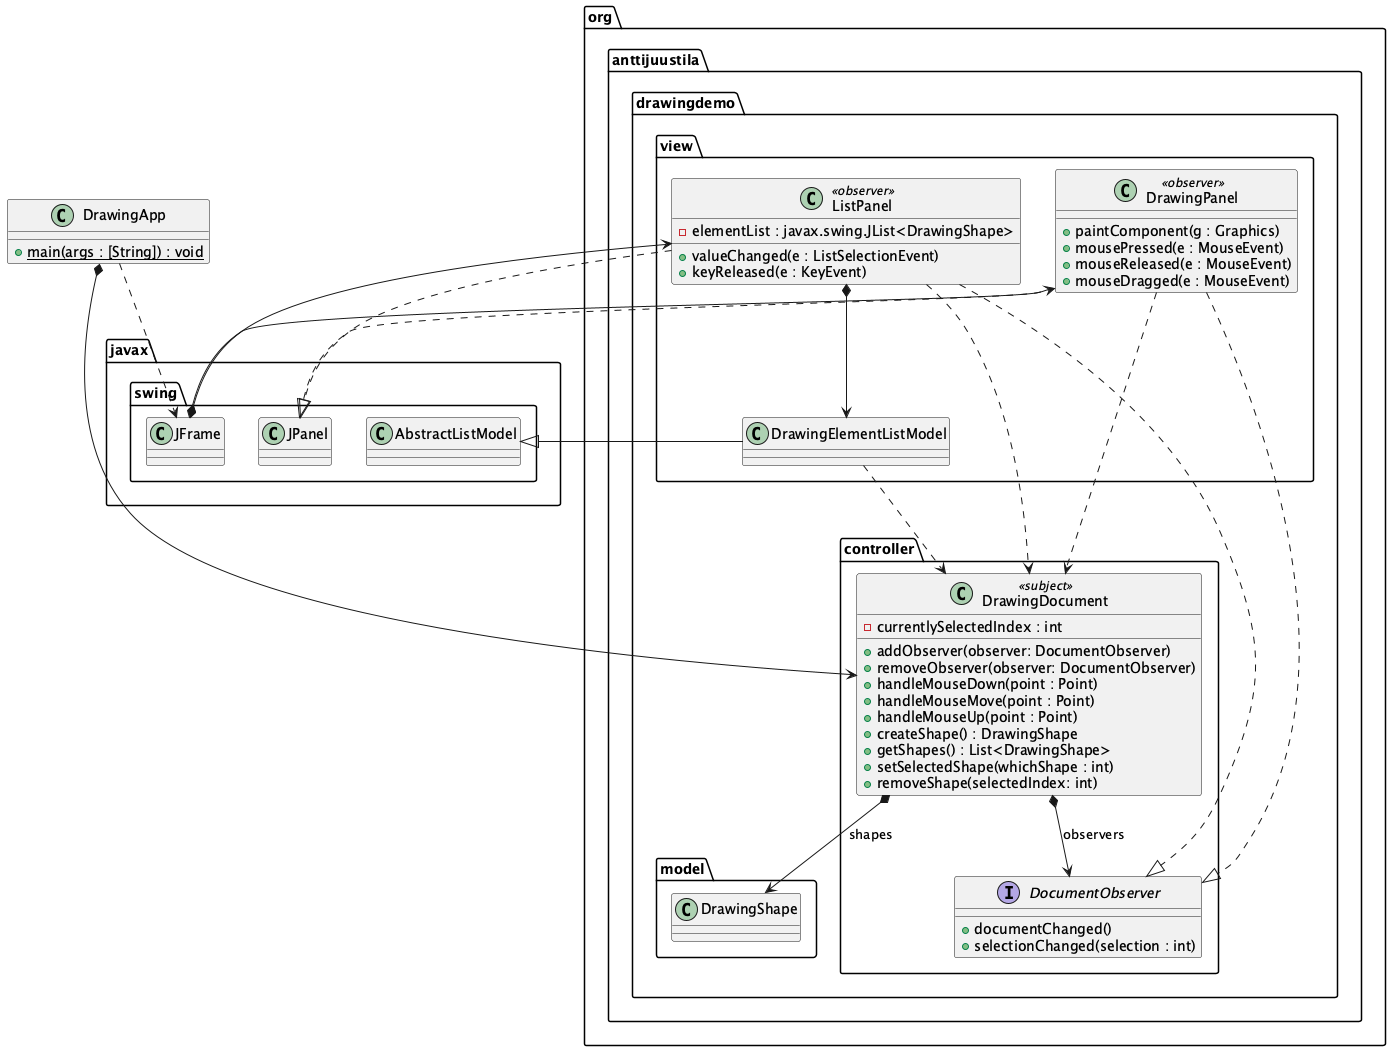 org
anttijuustila
drawingdemo
view
«observer»
C ListPanel
elementList : javax.swing.JList<DrawingShape>
valueChanged(e : ListSelectionEvent)
keyReleased(e : KeyEvent)
«observer»
C DrawingPanel
paintComponent(g : Graphics)
mousePressed(e : MouseEvent)
mouseReleased(e : MouseEvent)
mouseDragged(e : MouseEvent)
C DrawingApp
main(args : [String]) : void
javax
swing
C JFrame
C JPanel
C AbstractListModel
C DrawingElementListModel
controller
«subject»
C DrawingDocument
currentlySelectedIndex : int
addObserver(observer: DocumentObserver)
removeObserver(observer: DocumentObserver)
handleMouseDown(point : Point)
handleMouseMove(point : Point)
handleMouseUp(point : Point)
createShape() : DrawingShape
getShapes() : List<DrawingShape>
setSelectedShape(whichShape : int)
removeShape(selectedIndex: int)
shapes
observers
model
C DrawingShape
I DocumentObserver
documentChanged()
selectionChanged(selection : int)